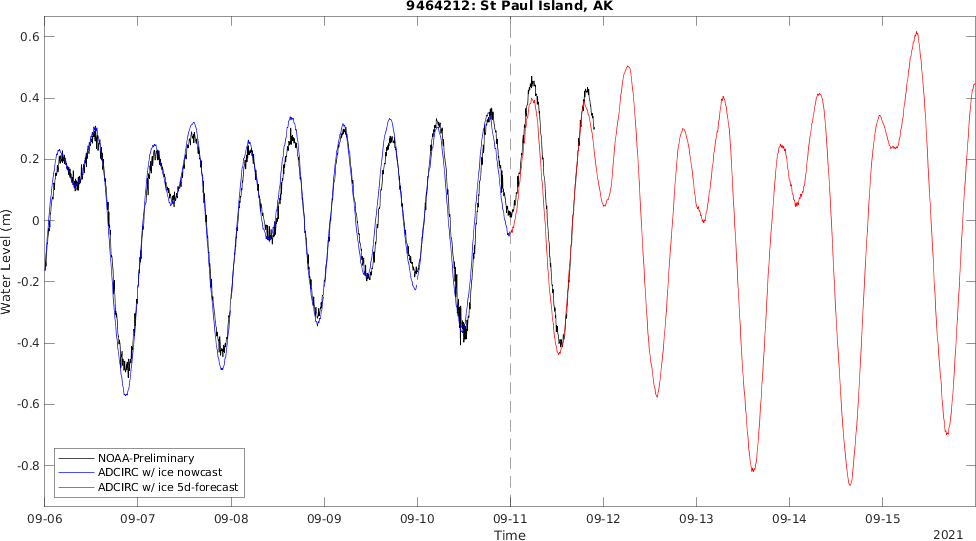 9464212: St Paul Island, AK
0.6
0.4
0.2
0
-0.2
-0.4
-0.6
-0.8
Water Level (m)
NOAA-Preliminary
ADCIRC w/ ice nowcast
ADCIRC w/ ice 5d-forecast
09-06 09-07 09-08 09-09 09-10 09-11 09-12 09-13 09-14 09-15
Time
2021